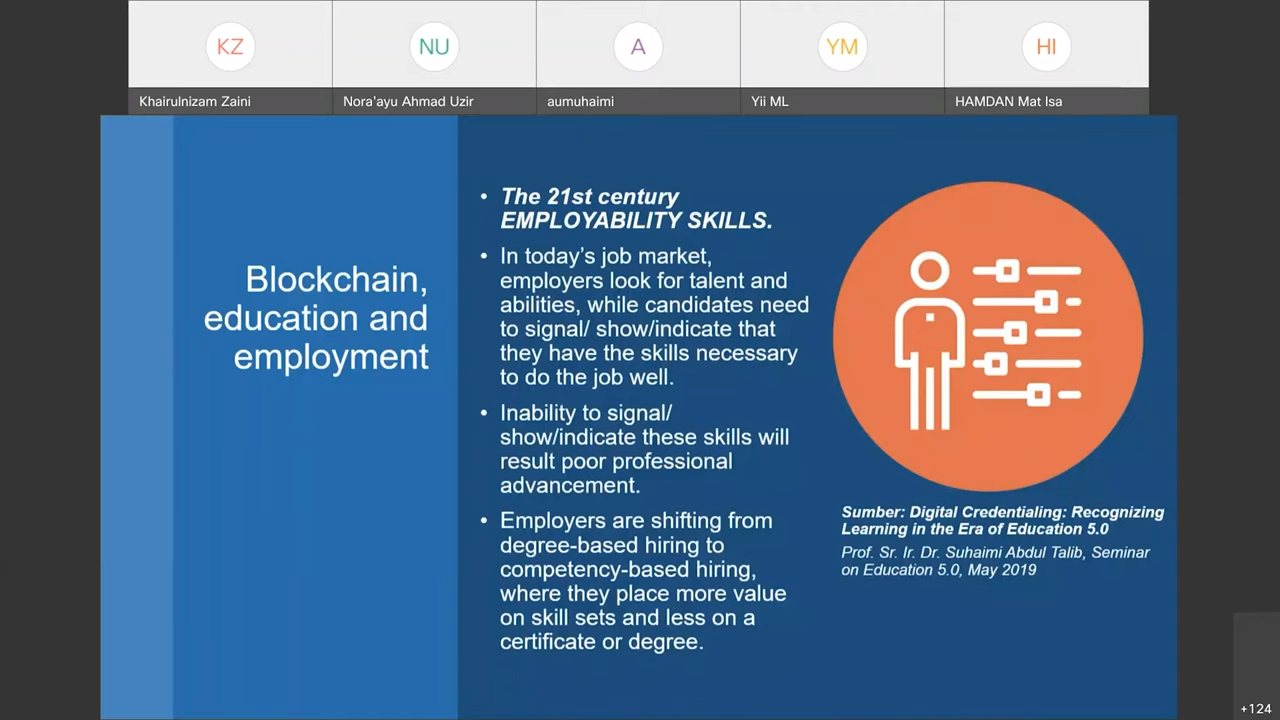 KZ
NU
A
YM
HI
Khairulnizam Zaini
Nora'ayu Ahmad Uzir
aumuhaimi
Yii ML
HAMDAN Mat Isa
Blockchain,
education and
employment
• The 21st century
EMPLOYABILITY SKILLS.
• In today's job market,
employers look for talent and
abilities, while candidates need
to signal/ show/indicate that
they have the skills necessary
to do the job well.
• Inability to signal/
show/indicate these skills will
result poor professional
advancement.
• Employers are shifting from
degree-based hiring to
competency-based hiring,
where they place more value
on skill sets and less on a
certificate or degree.
Sumber: Digital Credentialing: Recognizing
Learning in the Era of Education 5.0
Prof. Sr. Ir. Dr. Suhaimi Abdul Talib, Seminar
on Education 5.0, May 2019
+124